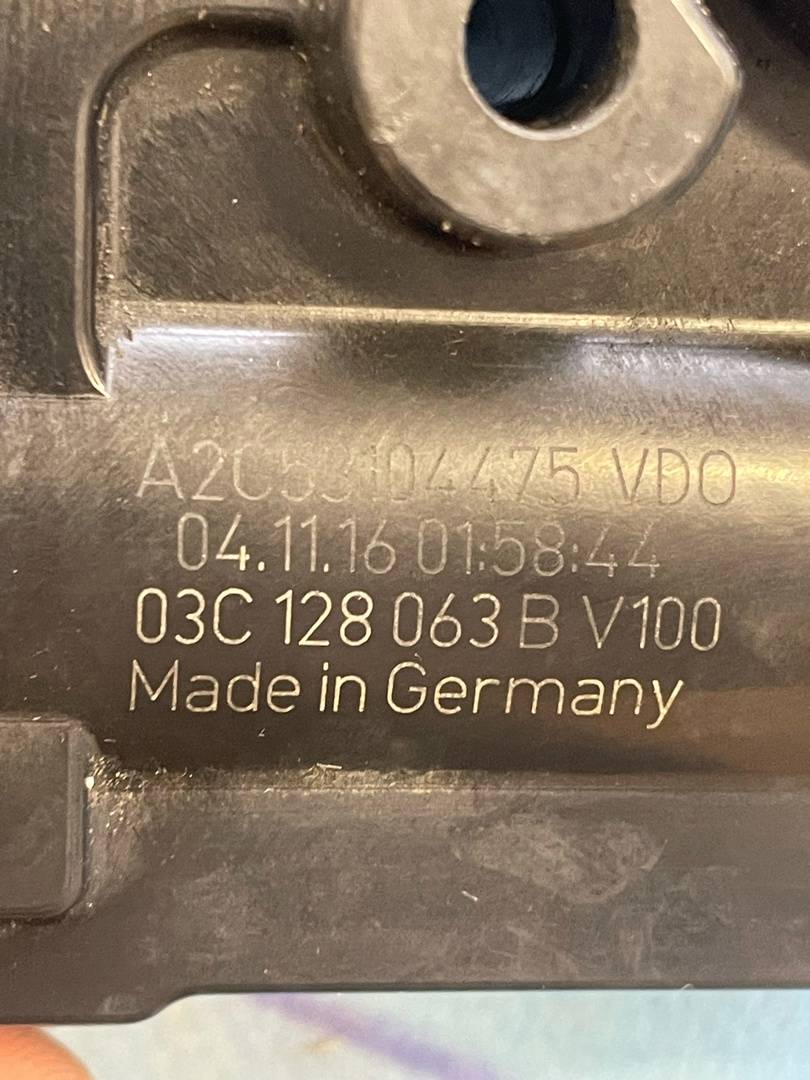 A2C53104475 VDO
04.11.16 01:58:44
03C 128 063 B V100
Made in Germany